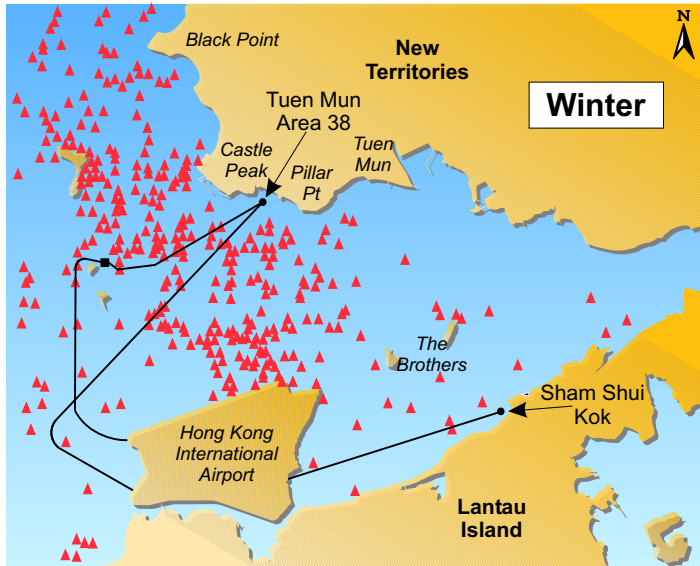 Black Point
New
Territories
N
Winter
Tuen Mun
Area 38
Castle
Peak
Pillar
Pt
Tuen
Mun
The
Brothers
Sham Shui
Kok
Hong Kong
International
Airport
Lantau
Island